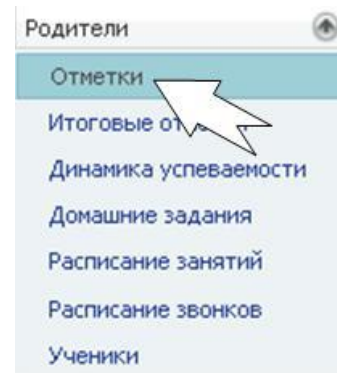 Родители
Отметки
Итоговые
Динамика успеваемости
Домашние задания
Расписание занятий
Расписание звонков
Ученики